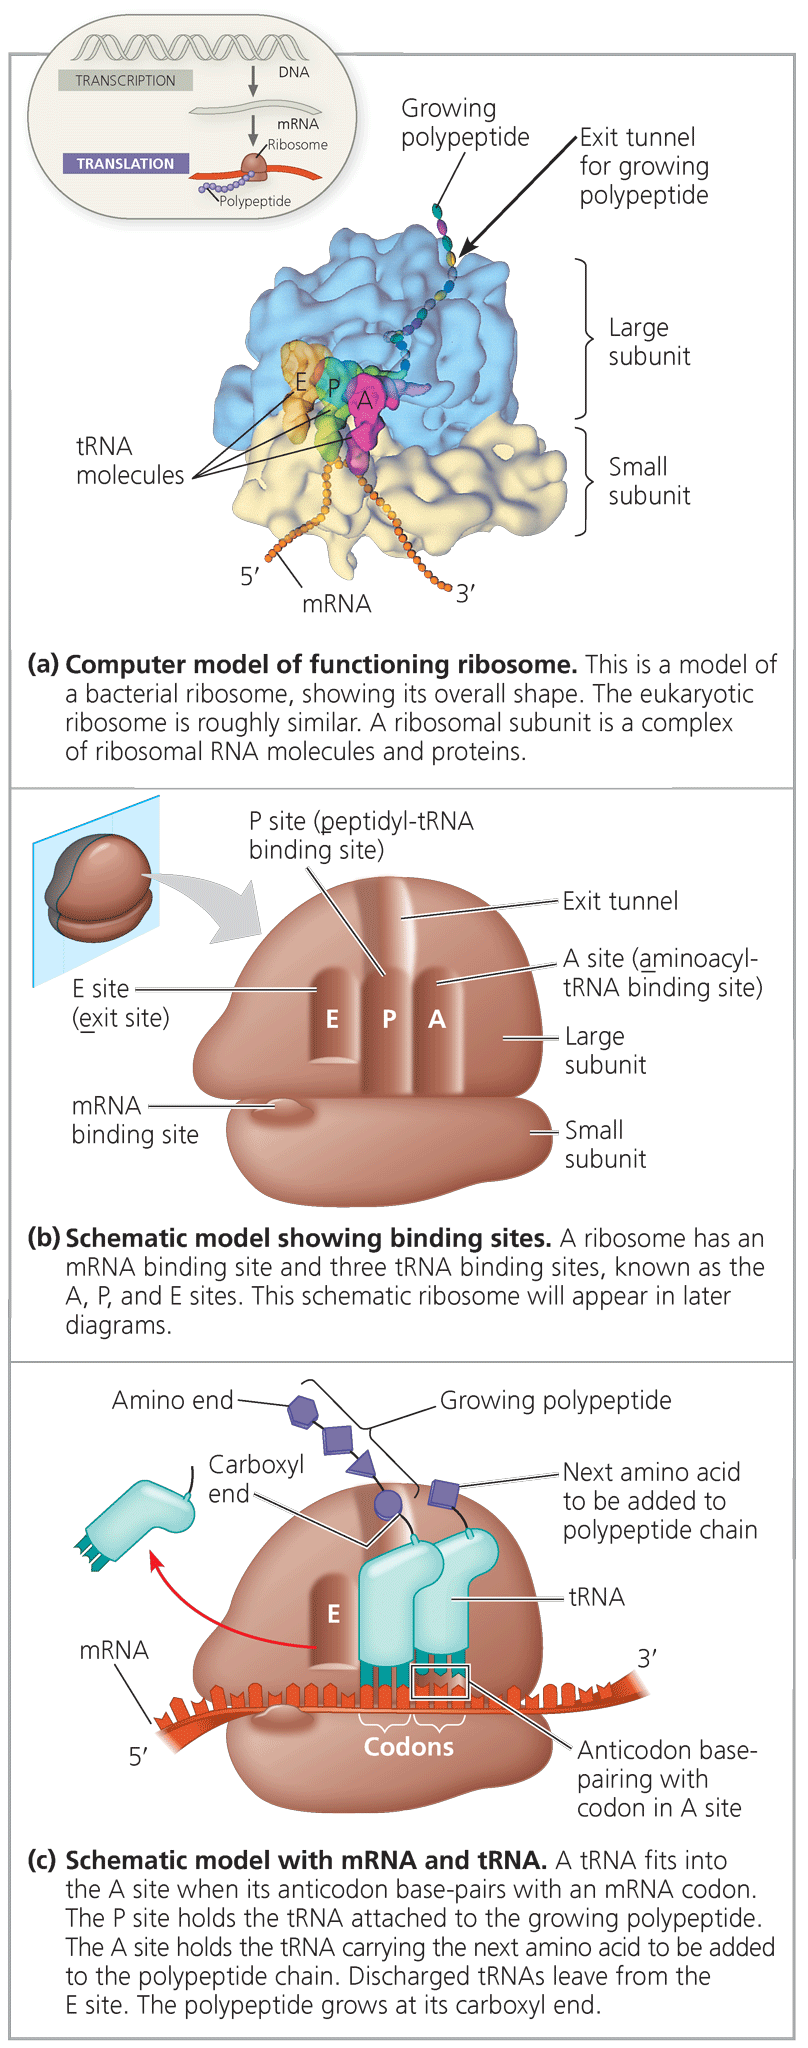 DNA
TRANSCRIPTION
mRNA
Ribosome
TRANSLATION
Polypeptide
Growing
polypeptide
Exit tunnel
for growing
polypeptide
Large
subunit
E
P
A
tRNA
molecules
Small
subunit
5′
mRNA
3′
(a) Computer model of functioning ribosome. This is a model of
a bacterial ribosome, showing its overall shape. The eukaryotic
ribosome is roughly similar. A ribosomal subunit is a complex
of ribosomal RNA molecules and proteins.
P site (peptidyl-tRNA
binding site)
Exit tunnel
A site (aminoacyl-
tRNA binding site)
E site
(exit site)
E
P
A
Large
subunit
mRNA
binding site
Small
subunit
(b) Schematic model showing binding sites. A ribosome has an
mRNA binding site and three tRNA binding sites, known as the
A, P, and E sites. This schematic ribosome will appear in later
diagrams.
Amino end
Growing polypeptide
Carboxyl
end
Next amino acid
to be added to
polypeptide chain
E
tRNA
mRNA
3′
5′
Codons
Anticodon base-
pairing with
codon in A site
(c) Schematic model with mRNA and tRNA. A tRNA fits into
the A site when its anticodon base-pairs with an mRNA codon.
The P site holds the tRNA attached to the growing polypeptide.
The A site holds the tRNA carrying the next amino acid to be added
to the polypeptide chain. Discharged tRNAs leave from the
E site. The polypeptide grows at its carboxyl end.